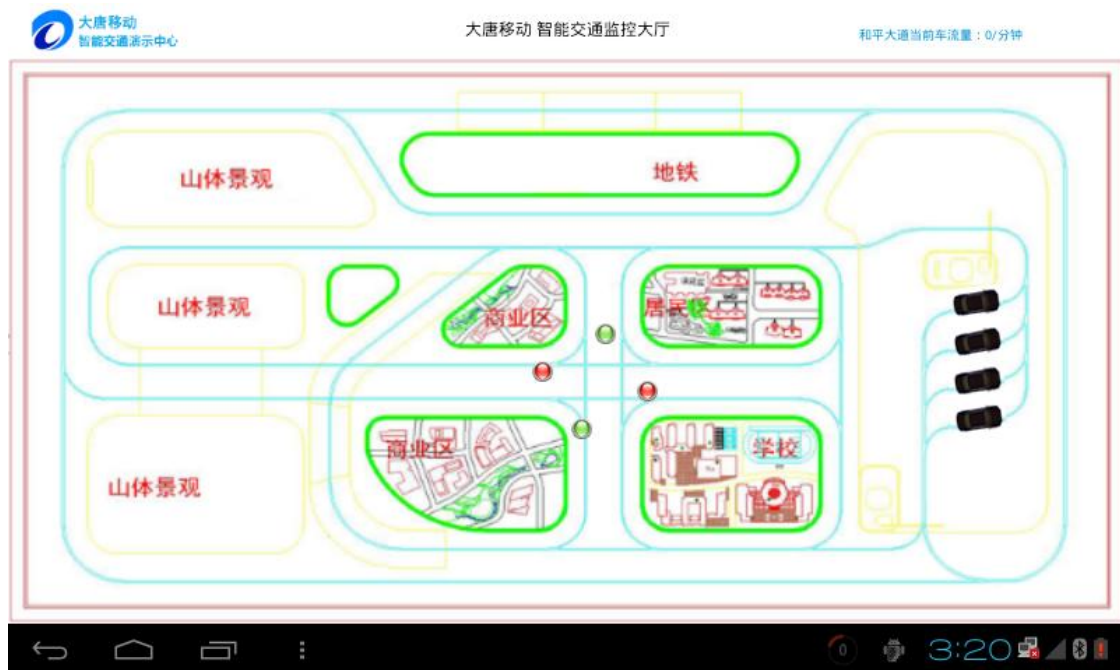 大唐移动
智能交通演示中心
大唐移动 智能交通监控大厅
和平大道当前车流量：0/分钟
山体景观
地铁
山体景观
商业区
居民区
商业区
学校
山体景观
0
3:20